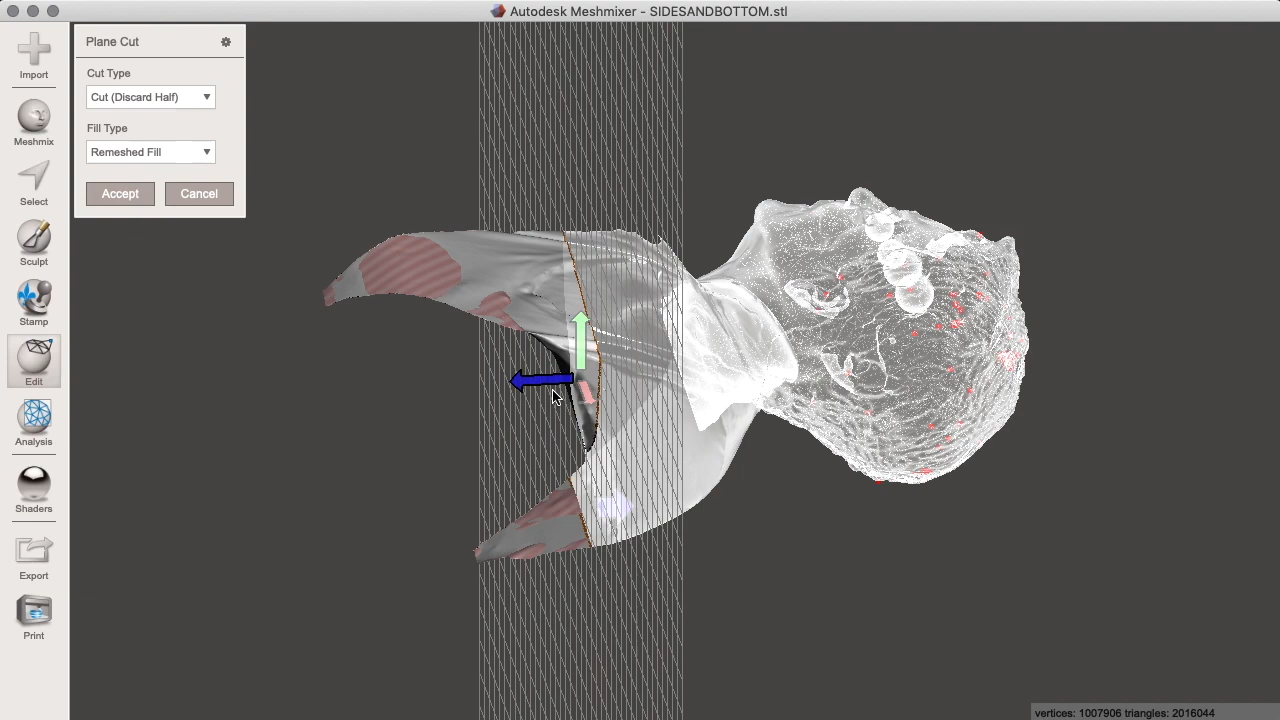 Autodesk Meshmixer - SIDESANDBOTTOM.stl
Import
Meshmix
Select
Sculpt
Stamp
Edit
Analysis
Shaders
Export
Print
Plane Cut
Cut Type
Cut (Discard Half)
Fill Type
Remeshed Fill
Accept Cancel
vertices: 1007906 triangles: 2016044